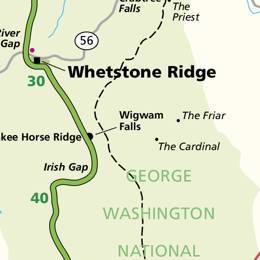 Falls
The
Priest
River
Gap
56
Whetstone Ridge
30
Wigwam
Falls
The Friar
Horse Ridge
The Cardinal
Irish Gap
GEORGE
40
WASHINGTON
NATIONAL